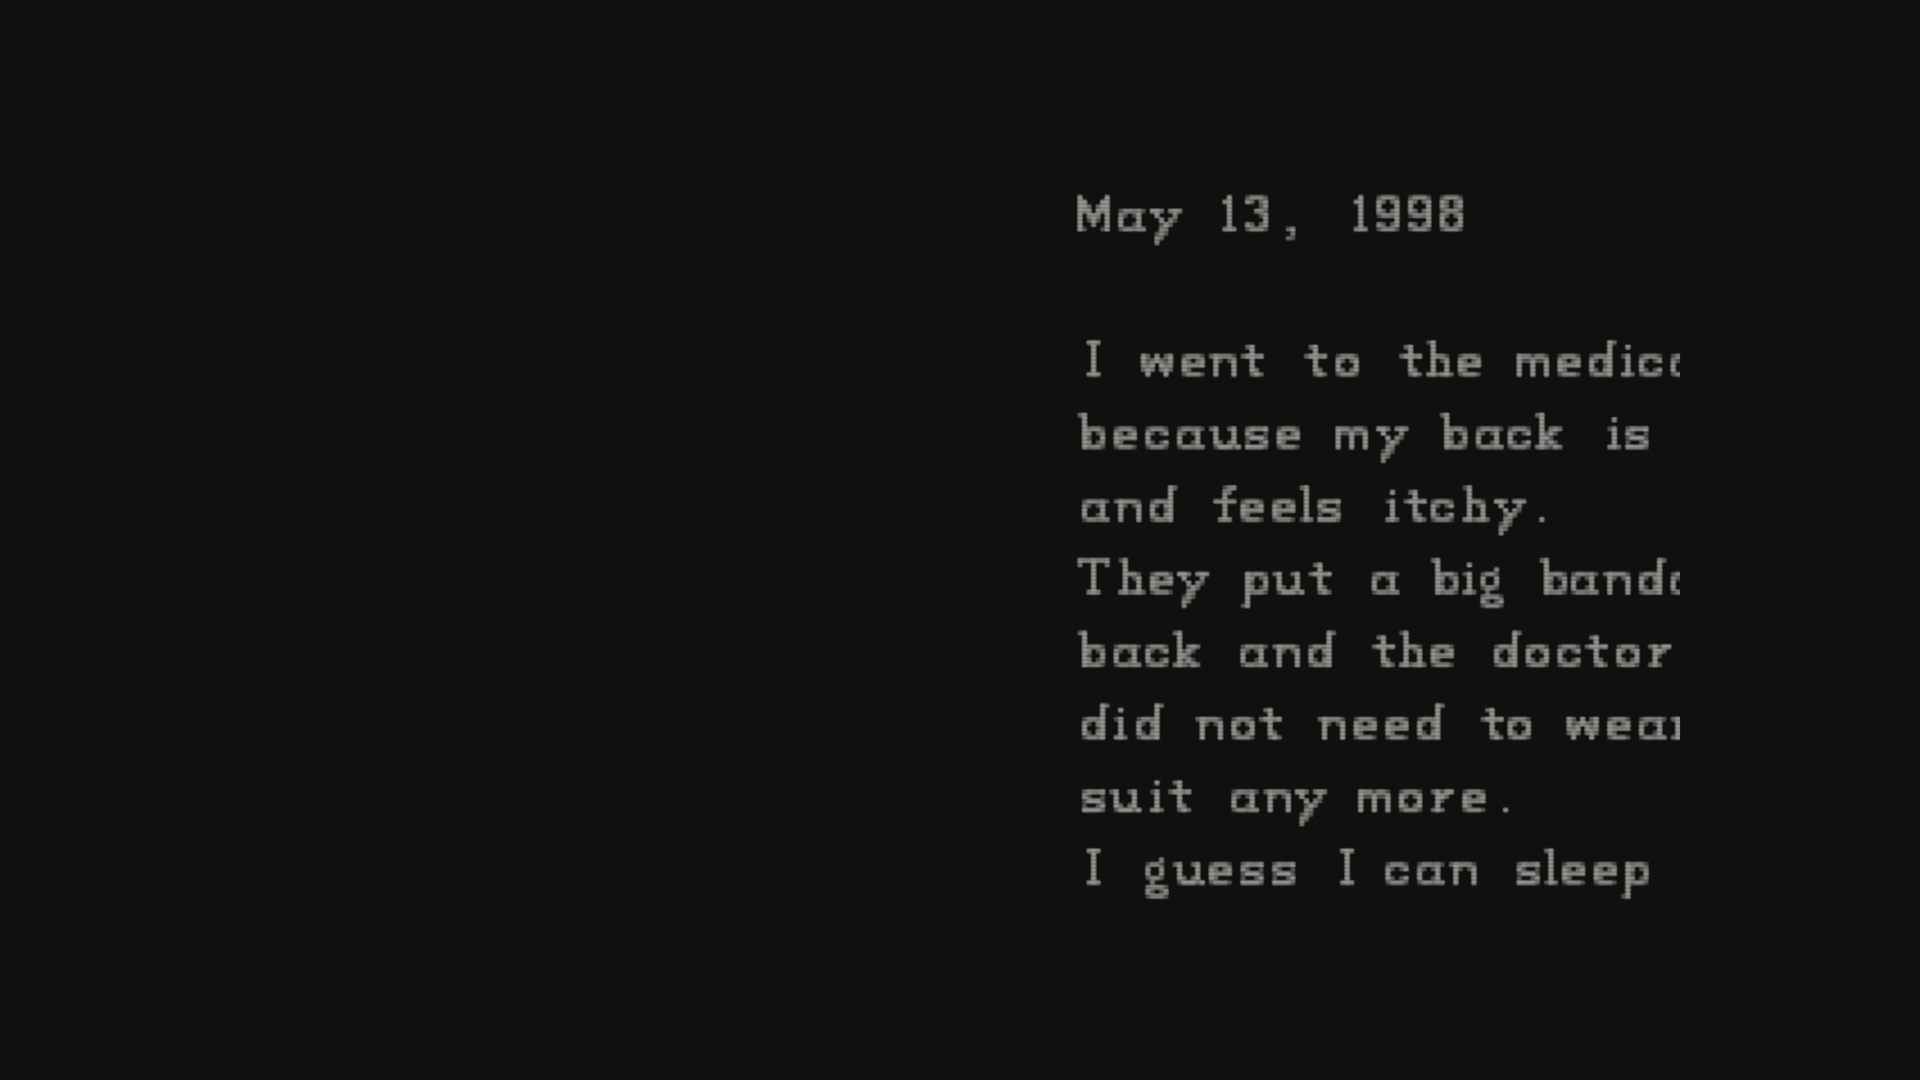 May 13, 1998
I went to the medic
because my back is
and feels itchy.
They put a big band
back and the doctor
did not need to wear
suit any more.
I guess I can sleep